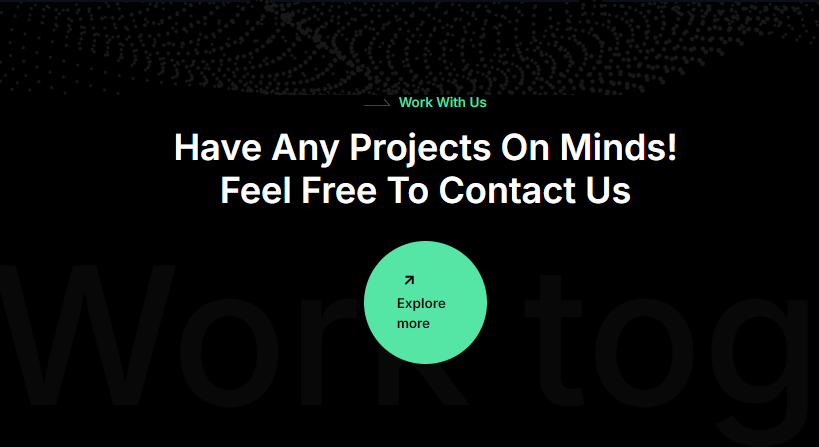 Work With Us
Have Any Projects On Minds!
Feel Free To Contact Us
Explore
more
Work tog